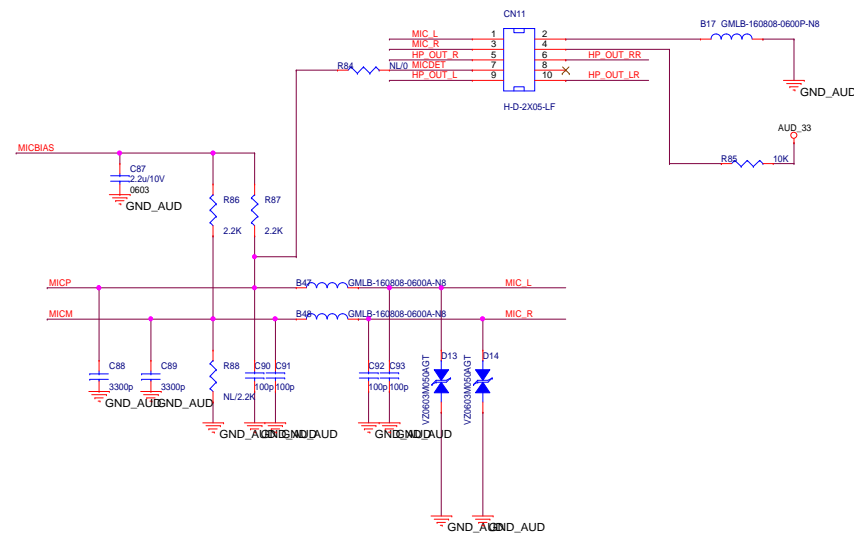 CN11
B17 GMLB-160808-0600P-N8
MIC_L 1 2
MIC_R 3 4
HP_OUT_R 5 6 HP_OUT_RR
R84 NL/0 MICDET 7 8
HP_OUT_L 9 10 HP_OUT_LR
GND_AUD
H-D-2X05-LF
AUD_33
MICBIAS
R85 10K
C87
2.2u/10V
0603
GND_AUD
R86 R87
2.2K 2.2K
MICP B47 GMLB-160808-0600A-N8 MIC_L
MICM B48 GMLB-160808-0600A-N8 MIC_R
C88 C89 R88 C90 C91 C92 C93 D13 D14
3300p 3300p 100p 100p 100p 100p
NL/2.2K
VZ0603M050AGT VZ0603M050AGT
GND_AUD GND_AUD
GND_AUD GND_AUD GND_AUD GND_AUD GND_AUD
GND_AUD GND_AUD